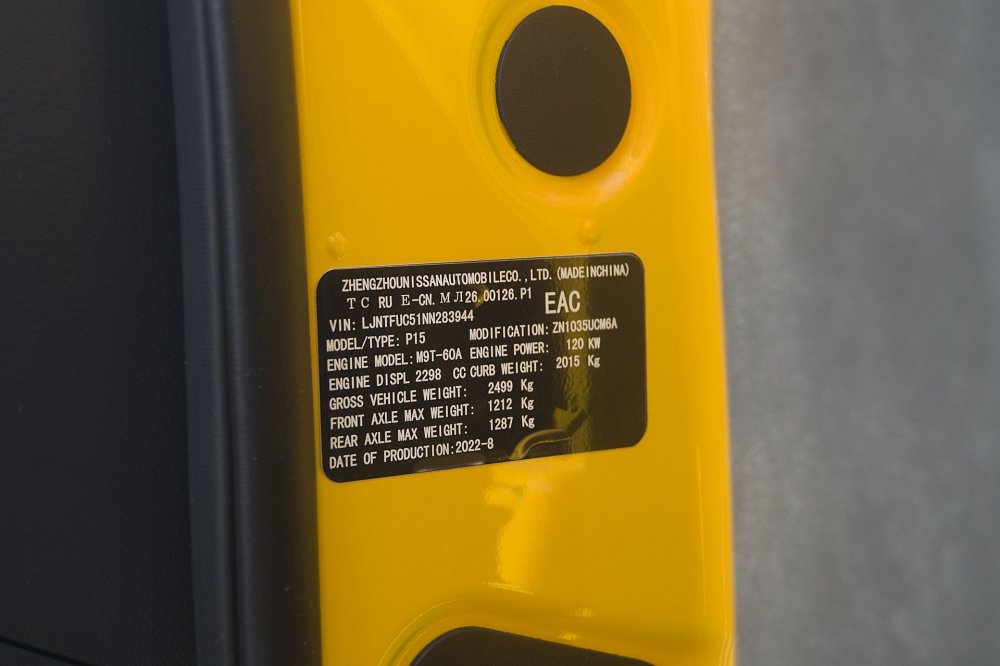 ZHENGZHOUNISSANAUTOMOBILECO.,LTD.(MADEINCHINA)
ТС RU Е-CN.МЛ26.00126.P1 EAC
VIN: LJNTFUC51NN283944
MODEL/TYPE: P15 MODIFICATION:ZN1035UCM6A
ENGINE MODEL:M9T-60A ENGINE POWER: 120 KW
ENGINE DISPL 2298 CC CURB WEIGHT: 2015 Kg
GROSS VEHICLE WEIGHT: 2499 Kg
FRONT AXLE MAX WEIGHT: 1212 Kg
REAR AXLE MAX WEIGHT: 1287 Kg
DATE OF PRODUCTION:2022-8